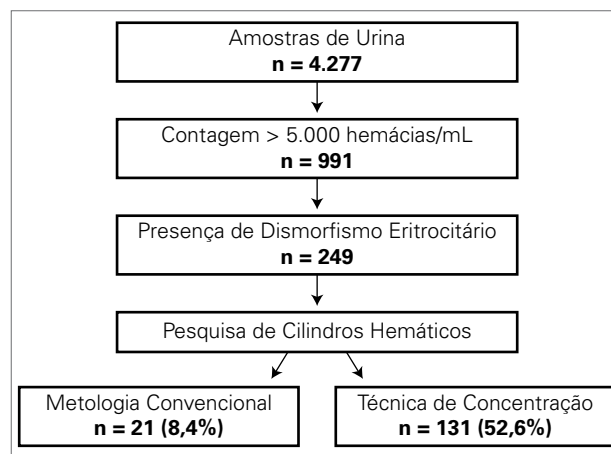 Amostras de Urina
n = 4.277
Contagem > 5.000 hemácias/mL
n = 991
Presença de Dismorfismo Eritrocitário
n = 249
Pesquisa de Cilindros Hemáticos
Metologia Convencional
n = 21 (8,4%)
Técnica de Concentração
n = 131 (52,6%)